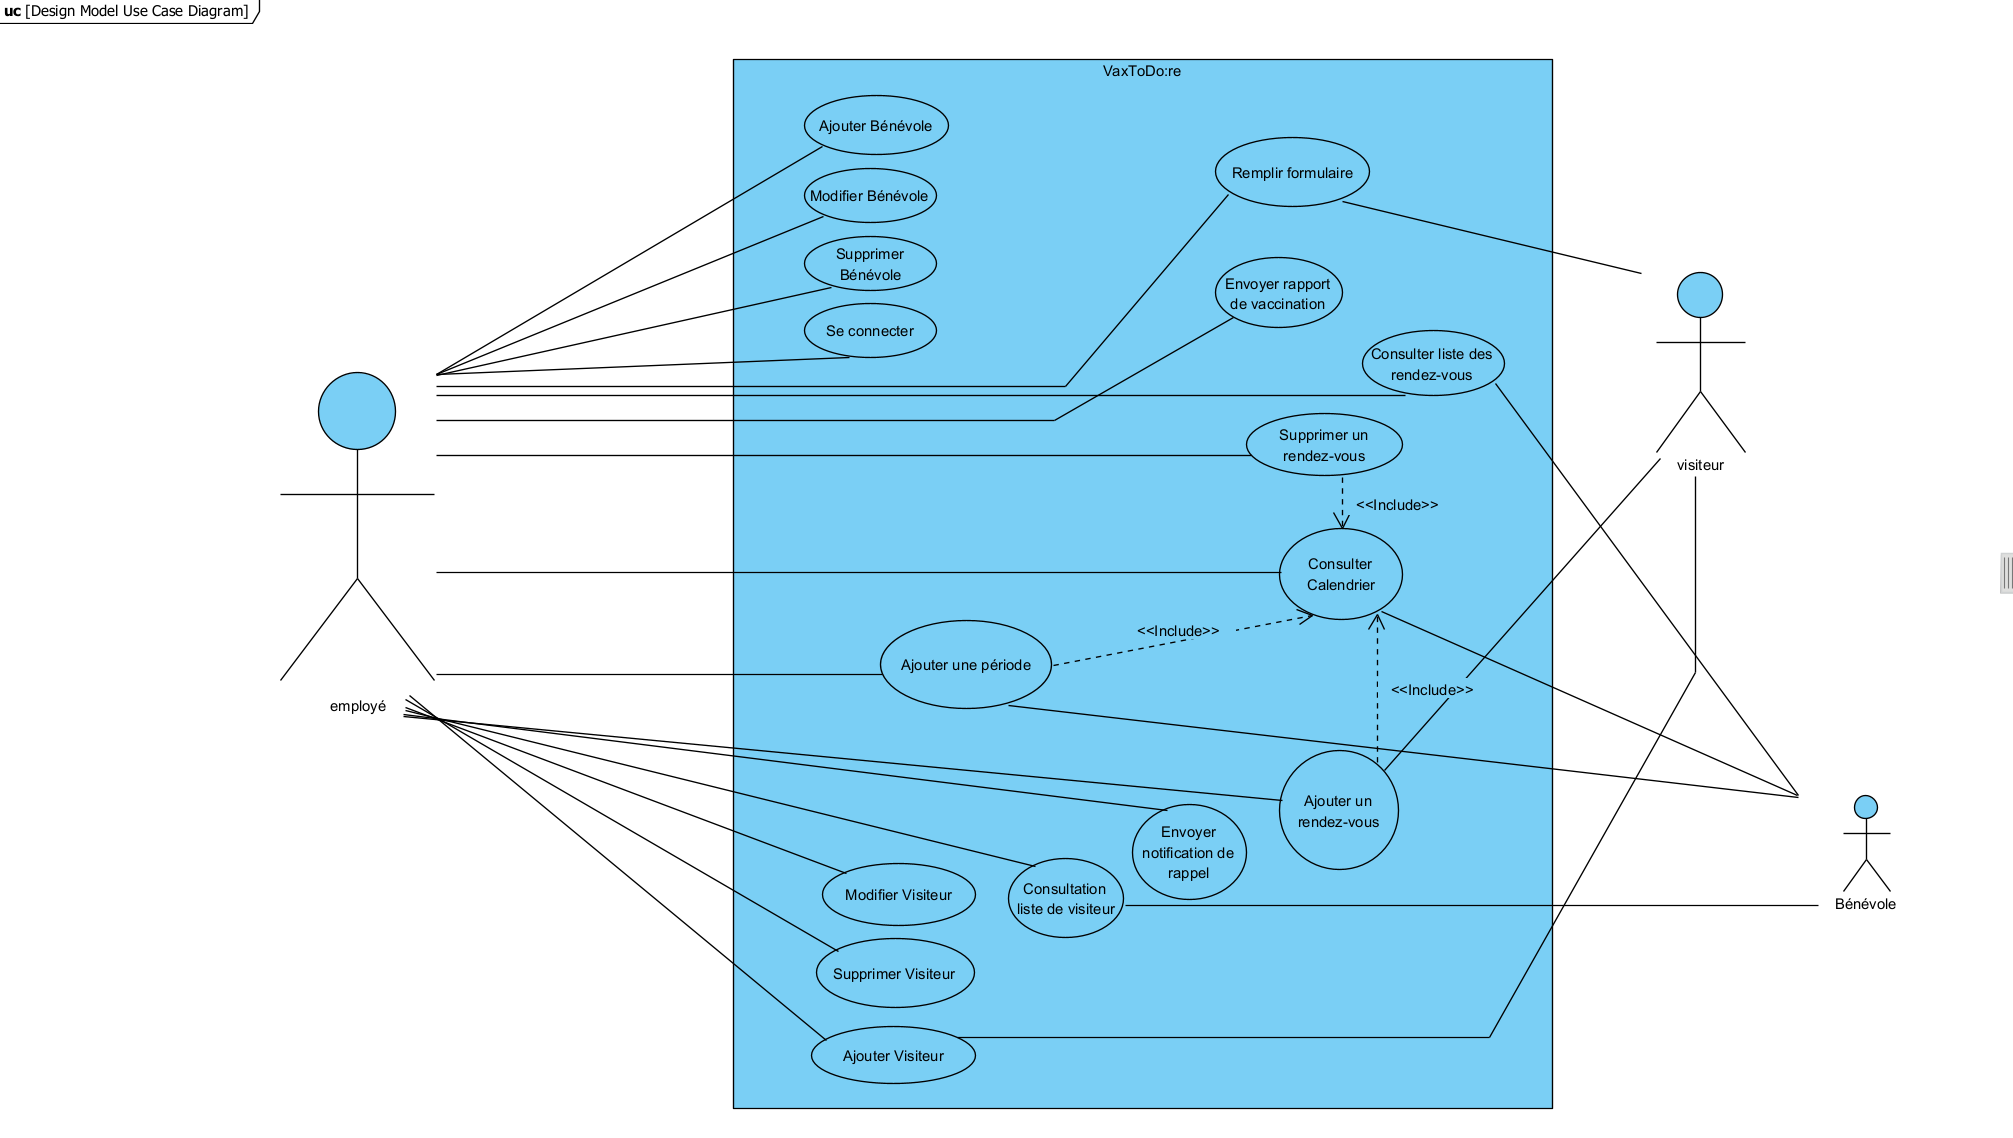 uc [Design Model Use Case Diagram]
VaxToDo:re
Ajouter Bénévole
Modifier Bénévole
Supprimer
Bénévole
Se connecter
Remplir formulaire
Envoyer rapport
de vaccination
Consulter liste des
rendez-vous
Supprimer un
rendez-vous
<<Include>>
Consulter
Calendrier
<<Include>>
Ajouter une période
<<Include>>
Ajouter un
rendez-vous
Envoyer
notification de
rappel
Consultation
liste de visiteur
Modifier Visiteur
Supprimer Visiteur
Ajouter Visiteur
employé
visiteur
Bénévole